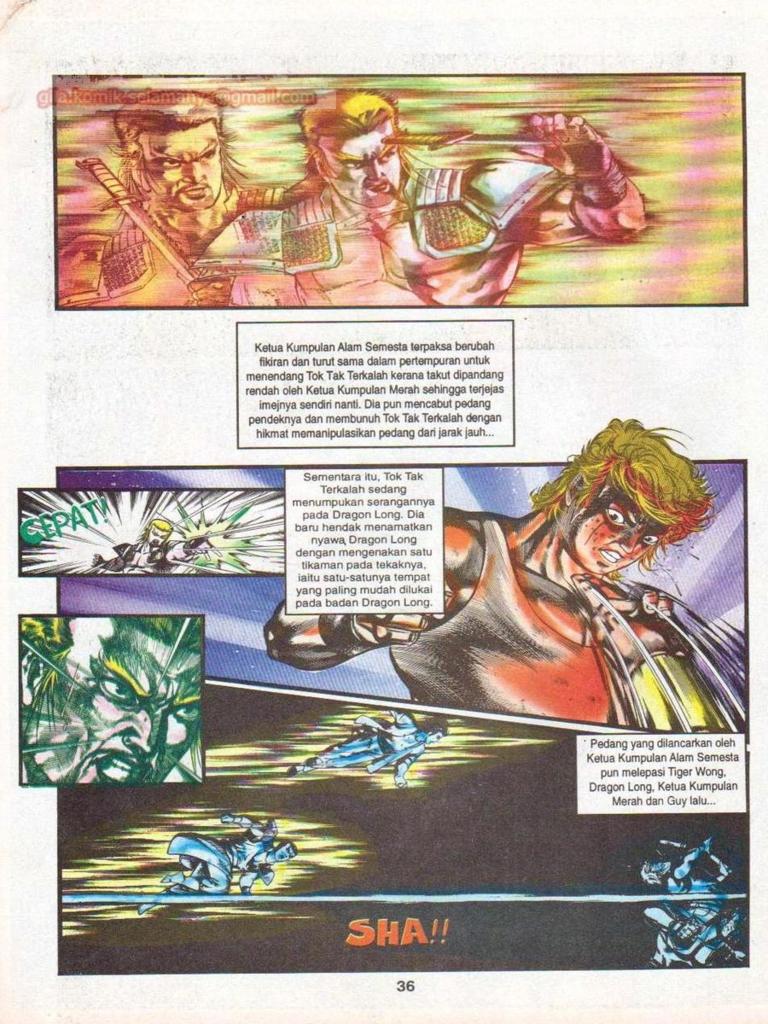 gilakomikselamanya@gmail.com
Ketua Kumpulan Alam Semesta terpaksa berubah
fikiran dan turut sama dalam pertempuran untuk
menendang Tok Tak Terkalah kerana takut dipandang
rendah oleh Ketua Kumpulan Merah sehingga terjejas
imejnya sendiri nanti. Dia pun mencabut pedang
pendeknya dan membunuh Tok Tak Terkalah dengan
hikmat memanipulasikan pedang dari jarak jauh...
CEPAT!
Sementara itu, Tok Tak
Terkalah sedang
menumpukan serangannya
pada Dragon Long. Dia
baru hendak menamatkan
nyawa Dragon Long
dengan mengenakan satu
tikaman pada tekaknya,
iaitu satu-satunya tempat
yang paling mudah dilukai
pada badan Dragon Long.
Pedang yang dilancarkan oleh
Ketua Kumpulan Alam Semesta
pun melepasi Tiger Wong,
Dragon Long, Ketua Kumpulan
Merah dan Guy lalu...
SHA!!
36